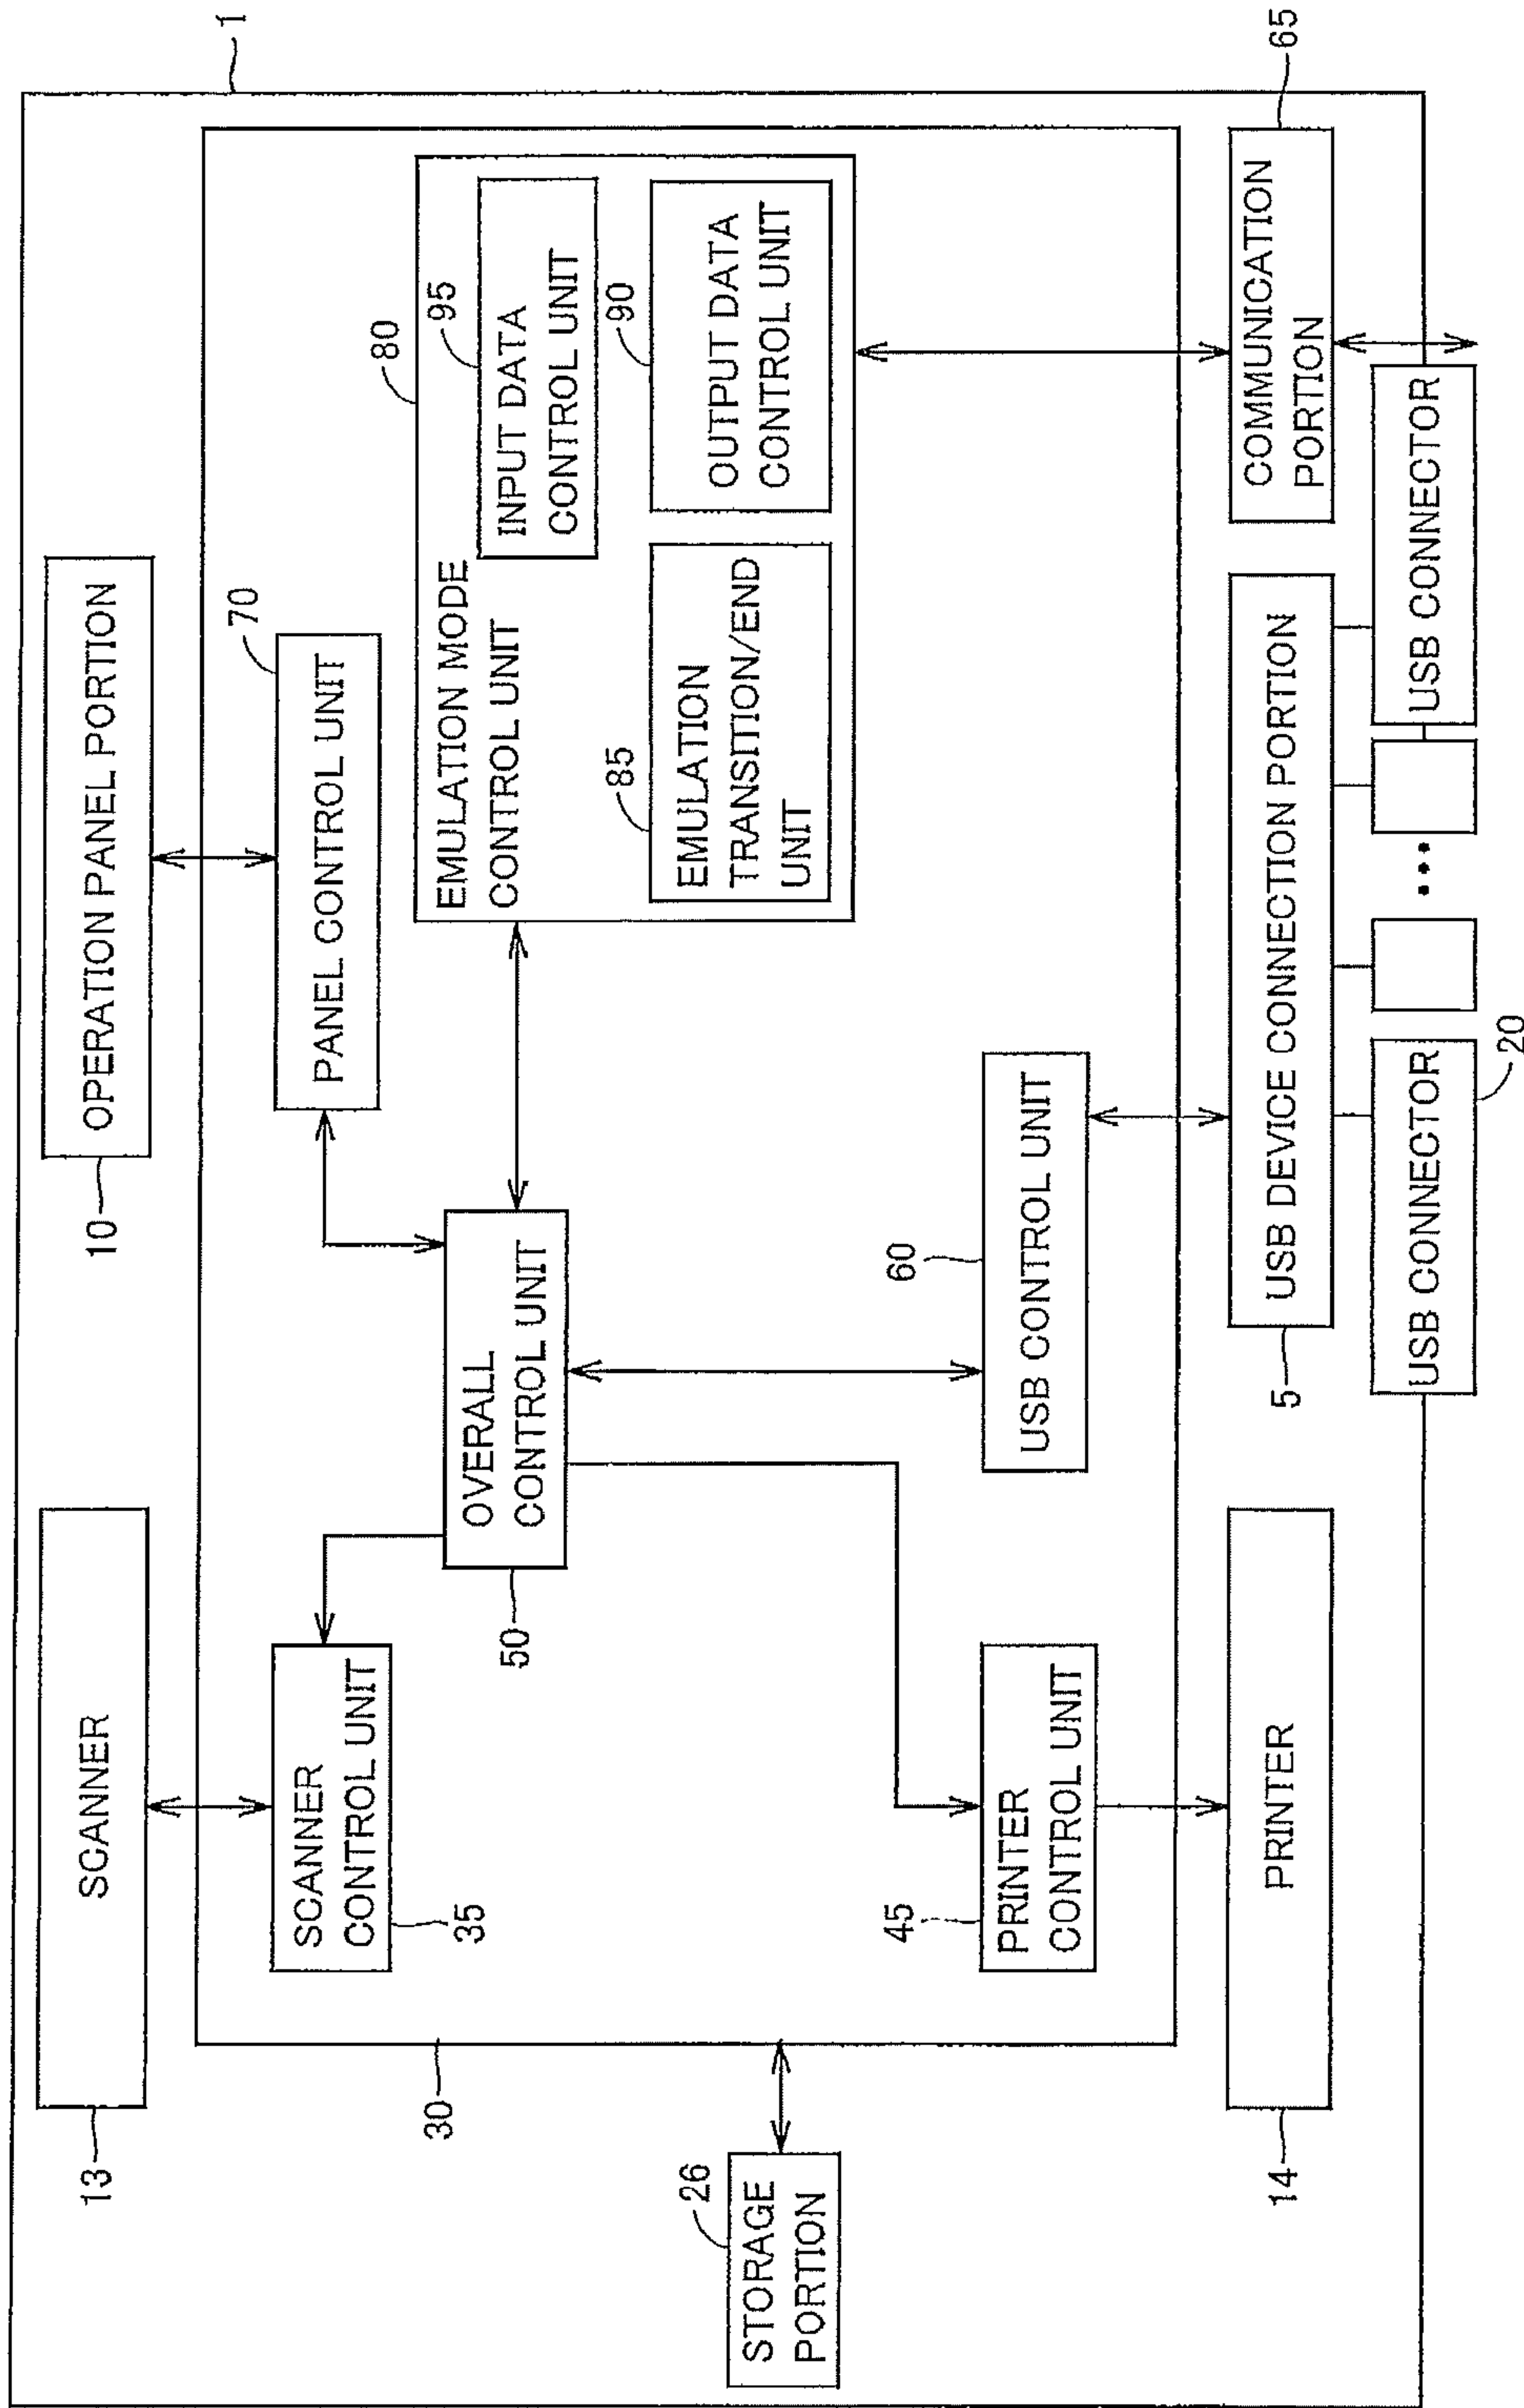 1
13
SCANNER
10
OPERATION PANEL PORTION
30
SCANNER
CONTROL UNIT
35
PANEL CONTROL UNIT
70
OVERALL
CONTROL UNIT
50
80
EMULATION MODE
CONTROL UNIT
95
INPUT DATA
CONTROL UNIT
85
EMULATION
TRANSITION/END
UNIT
90
OUTPUT DATA
CONTROL UNIT
26
STORAGE
PORTION
45
PRINTER
CONTROL UNIT
60
USB CONTROL UNIT
14
PRINTER
5
USB DEVICE CONNECTION PORTION
COMMUNICATION
PORTION
65
USB CONNECTOR
20
•••
USB CONNECTOR